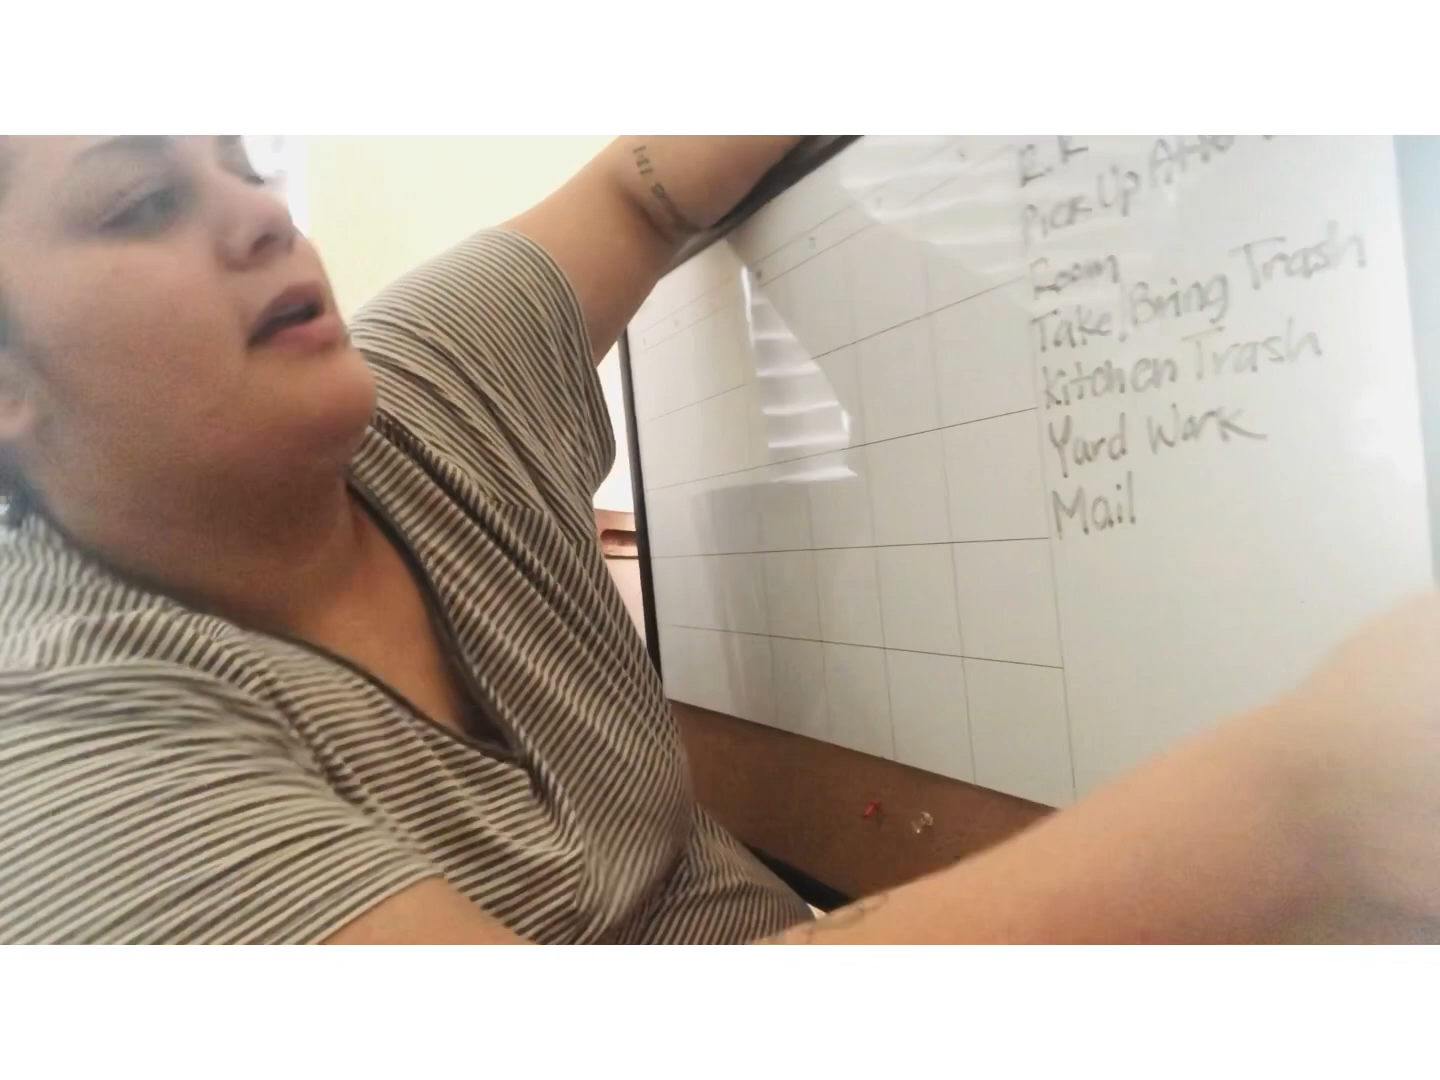 Pick Up
Room
Take/Bring Trash
Kitchen Trash
Yard Work
Mail